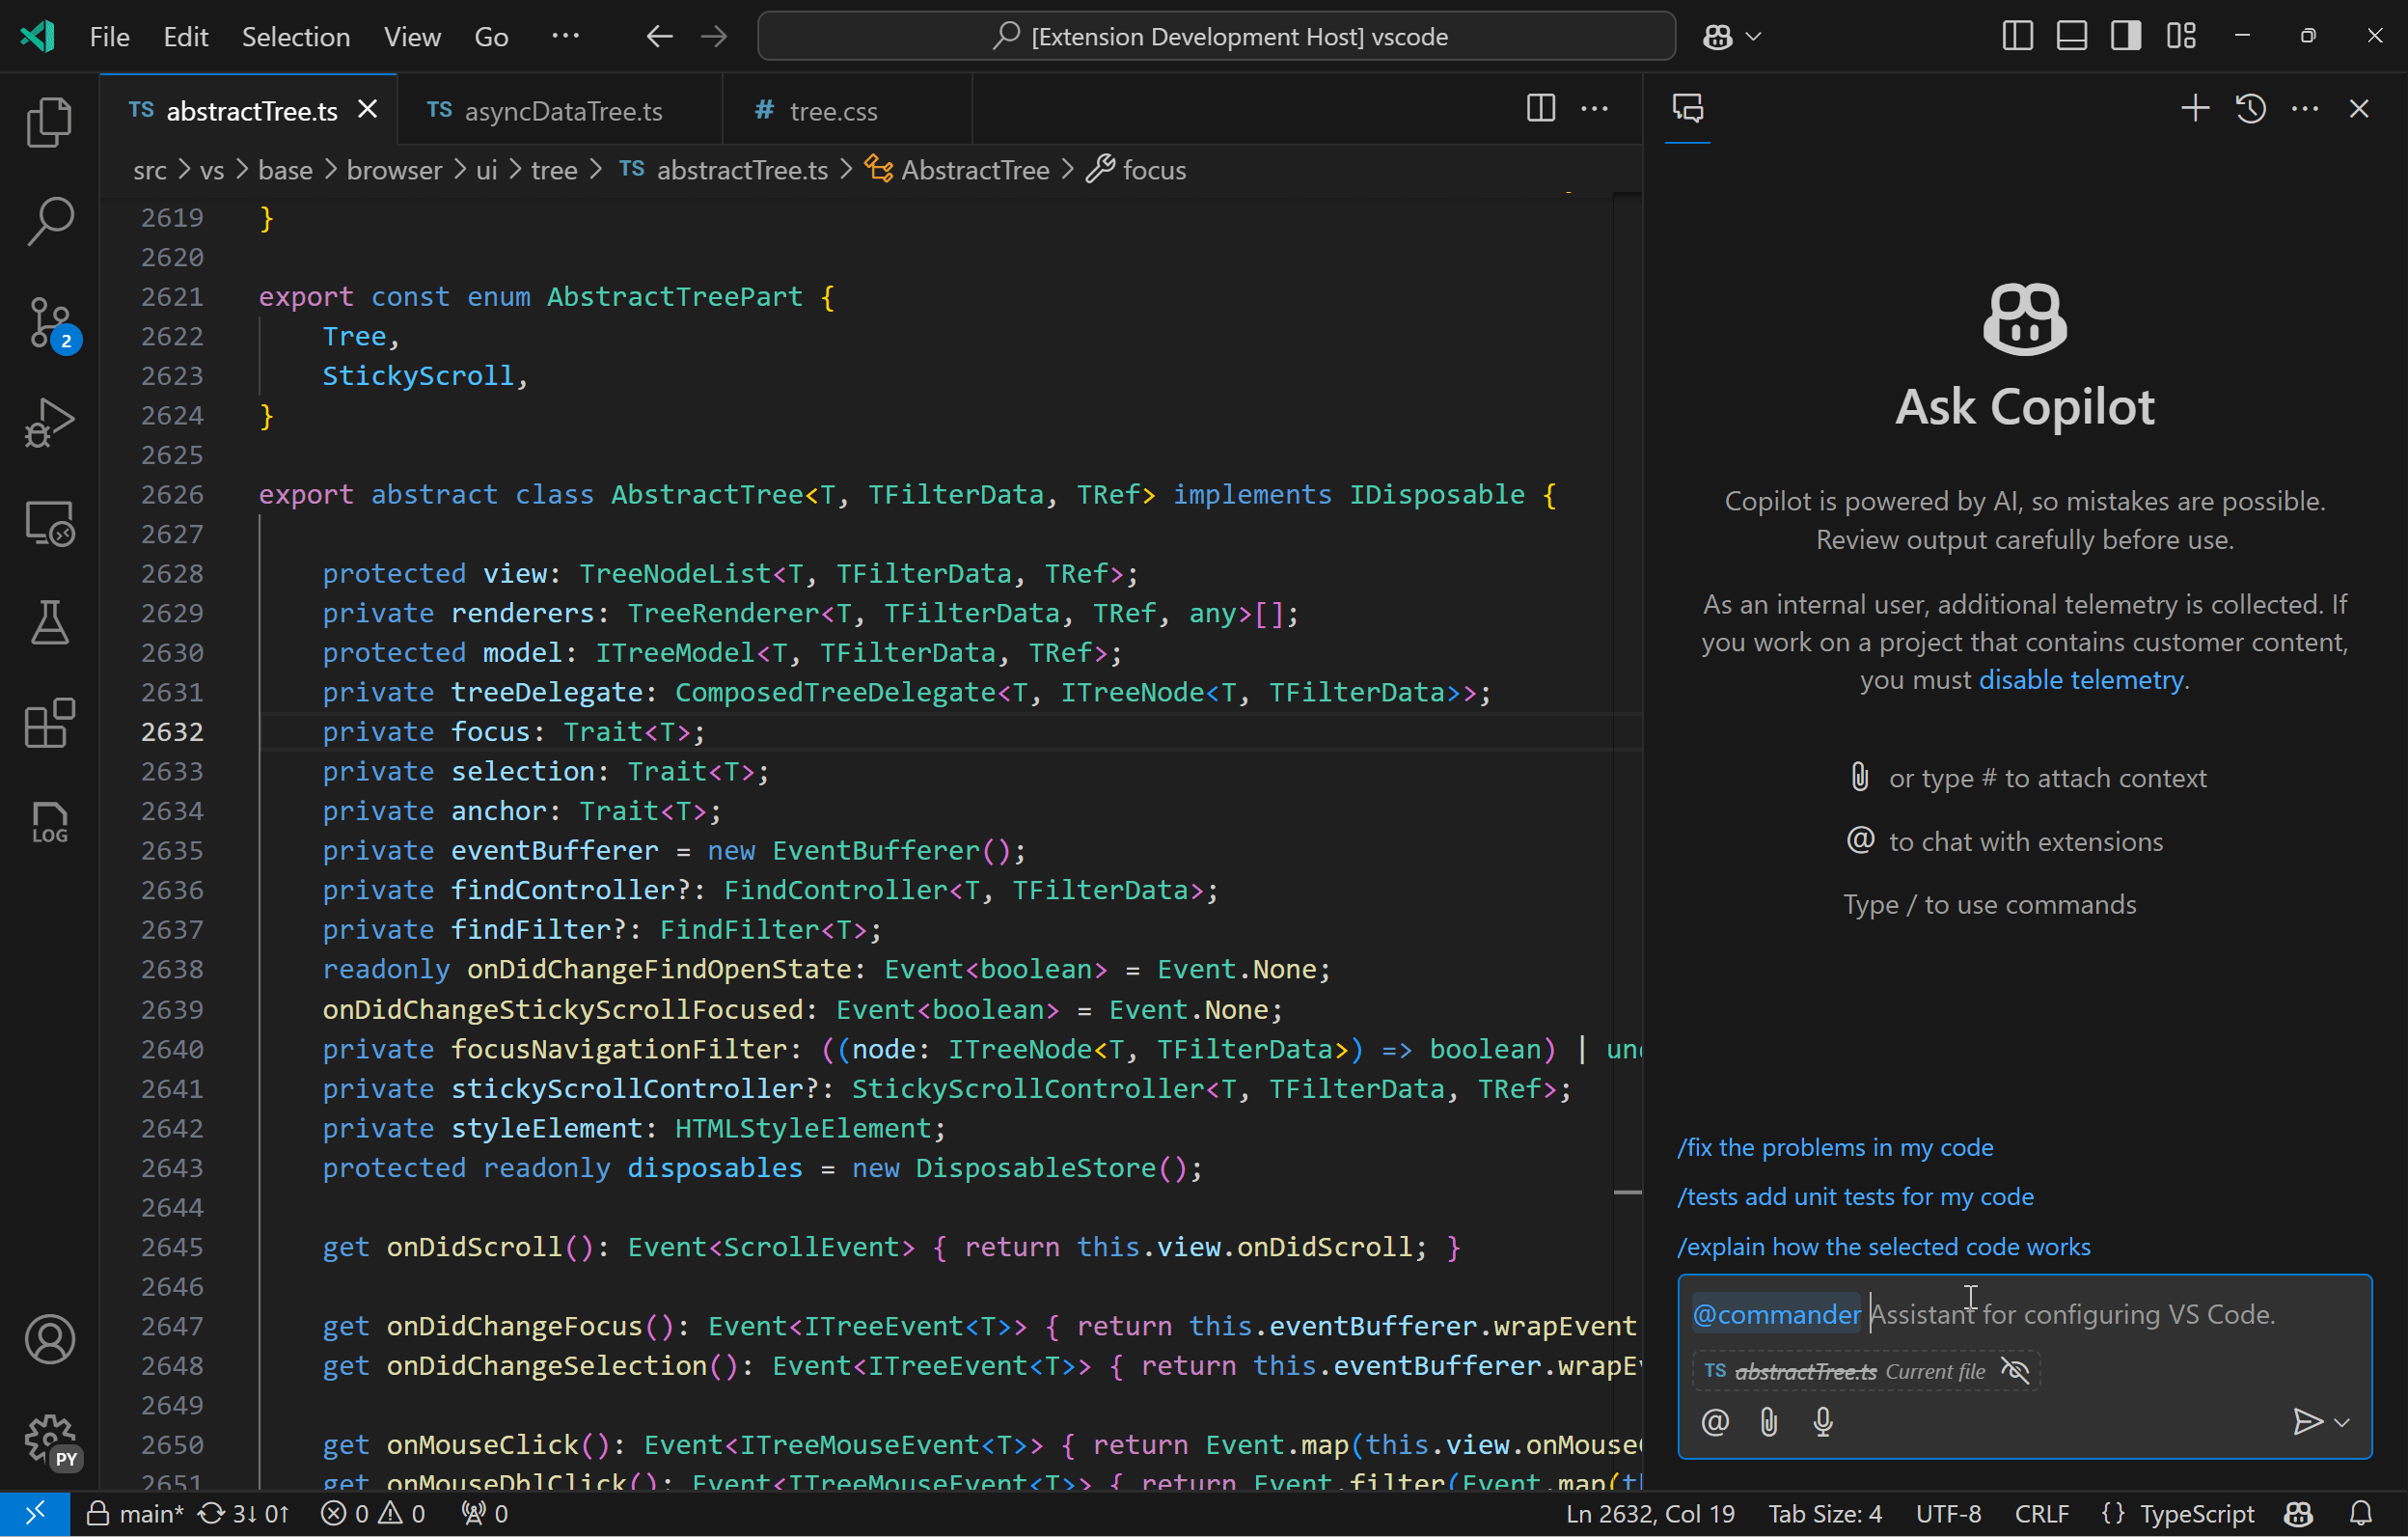 File Edit Selection View Go ··· [Extension Development Host] vscode
TS abstractTree.ts TS asyncDataTree.ts # tree.css
src > vs > base > browser > ui > tree > TS abstractTree.ts > AbstractTree > focus
2619 }
2620
2621 export const enum AbstractTreePart {
2622 Tree,
2623 StickyScroll,
2624 }
2625
2626 export abstract class AbstractTree<T, TFilterData, TRef> implements IDisposable {
2627
2628 protected view: TreeNodeList<T, TFilterData, TRef>;
2629 private renderers: TreeRenderer<T, TFilterData, TRef, any>[];
2630 protected model: ITreeModel<T, TFilterData, TRef>;
2631 private treeDelegate: ComposedTreeDelegate<T, ITreeNode<T, TFilterData>>;
2632 private focus: Trait<T>;
2633 private selection: Trait<T>;
2634 private anchor: Trait<T>;
2635 private eventBufferer = new EventBufferer();
2636 private findController?: FindController<T, TFilterData>;
2637 private findFilter?: FindFilter<T>;
2638 readonly onDidChangeFindOpenState: Event<boolean> = Event.None;
2639 onDidChangeStickyScrollFocused: Event<boolean> = Event.None;
2640 private focusNavigationFilter: ((node: ITreeNode<T, TFilterData>) => boolean) | un
2641 private stickyScrollController?: StickyScrollController<T, TFilterData, TRef>;
2642 private styleElement: HTMLStyleElement;
2643 protected readonly disposables = new DisposableStore();
2644
2645 get onDidScroll(): Event<ScrollEvent> { return this.view.onDidScroll; }
2646
2647 get onDidChangeFocus(): Event<ITreeEvent<T>> { return this.eventBufferer.wrapEvent
2648 get onDidChangeSelection(): Event<ITreeEvent<T>> { return this.eventBufferer.wrapE
2649
2650 get onMouseClick(): Event<ITreeMouseEvent<T>> { return Event.map(this.view.onMouse
2651 get onMouseDblClick(): Event<ITreeMouseEvent<T>> { return Event.filter(Event.map(t
2
LOG
PY
Ask Copilot
Copilot is powered by AI, so mistakes are possible.
Review output carefully before use.
As an internal user, additional telemetry is collected. If
you work on a project that contains customer content,
you must disable telemetry.
or type # to attach context
@ to chat with extensions
Type / to use commands
/fix the problems in my code
/tests add unit tests for my code
/explain how the selected code works
@commander Assistant for configuring VS Code.
TS abstractTree.ts Current file
@
main* 3↓ 0↑ 0 0 0 Ln 2632, Col 19 Tab Size: 4 UTF-8 CRLF {} TypeScript